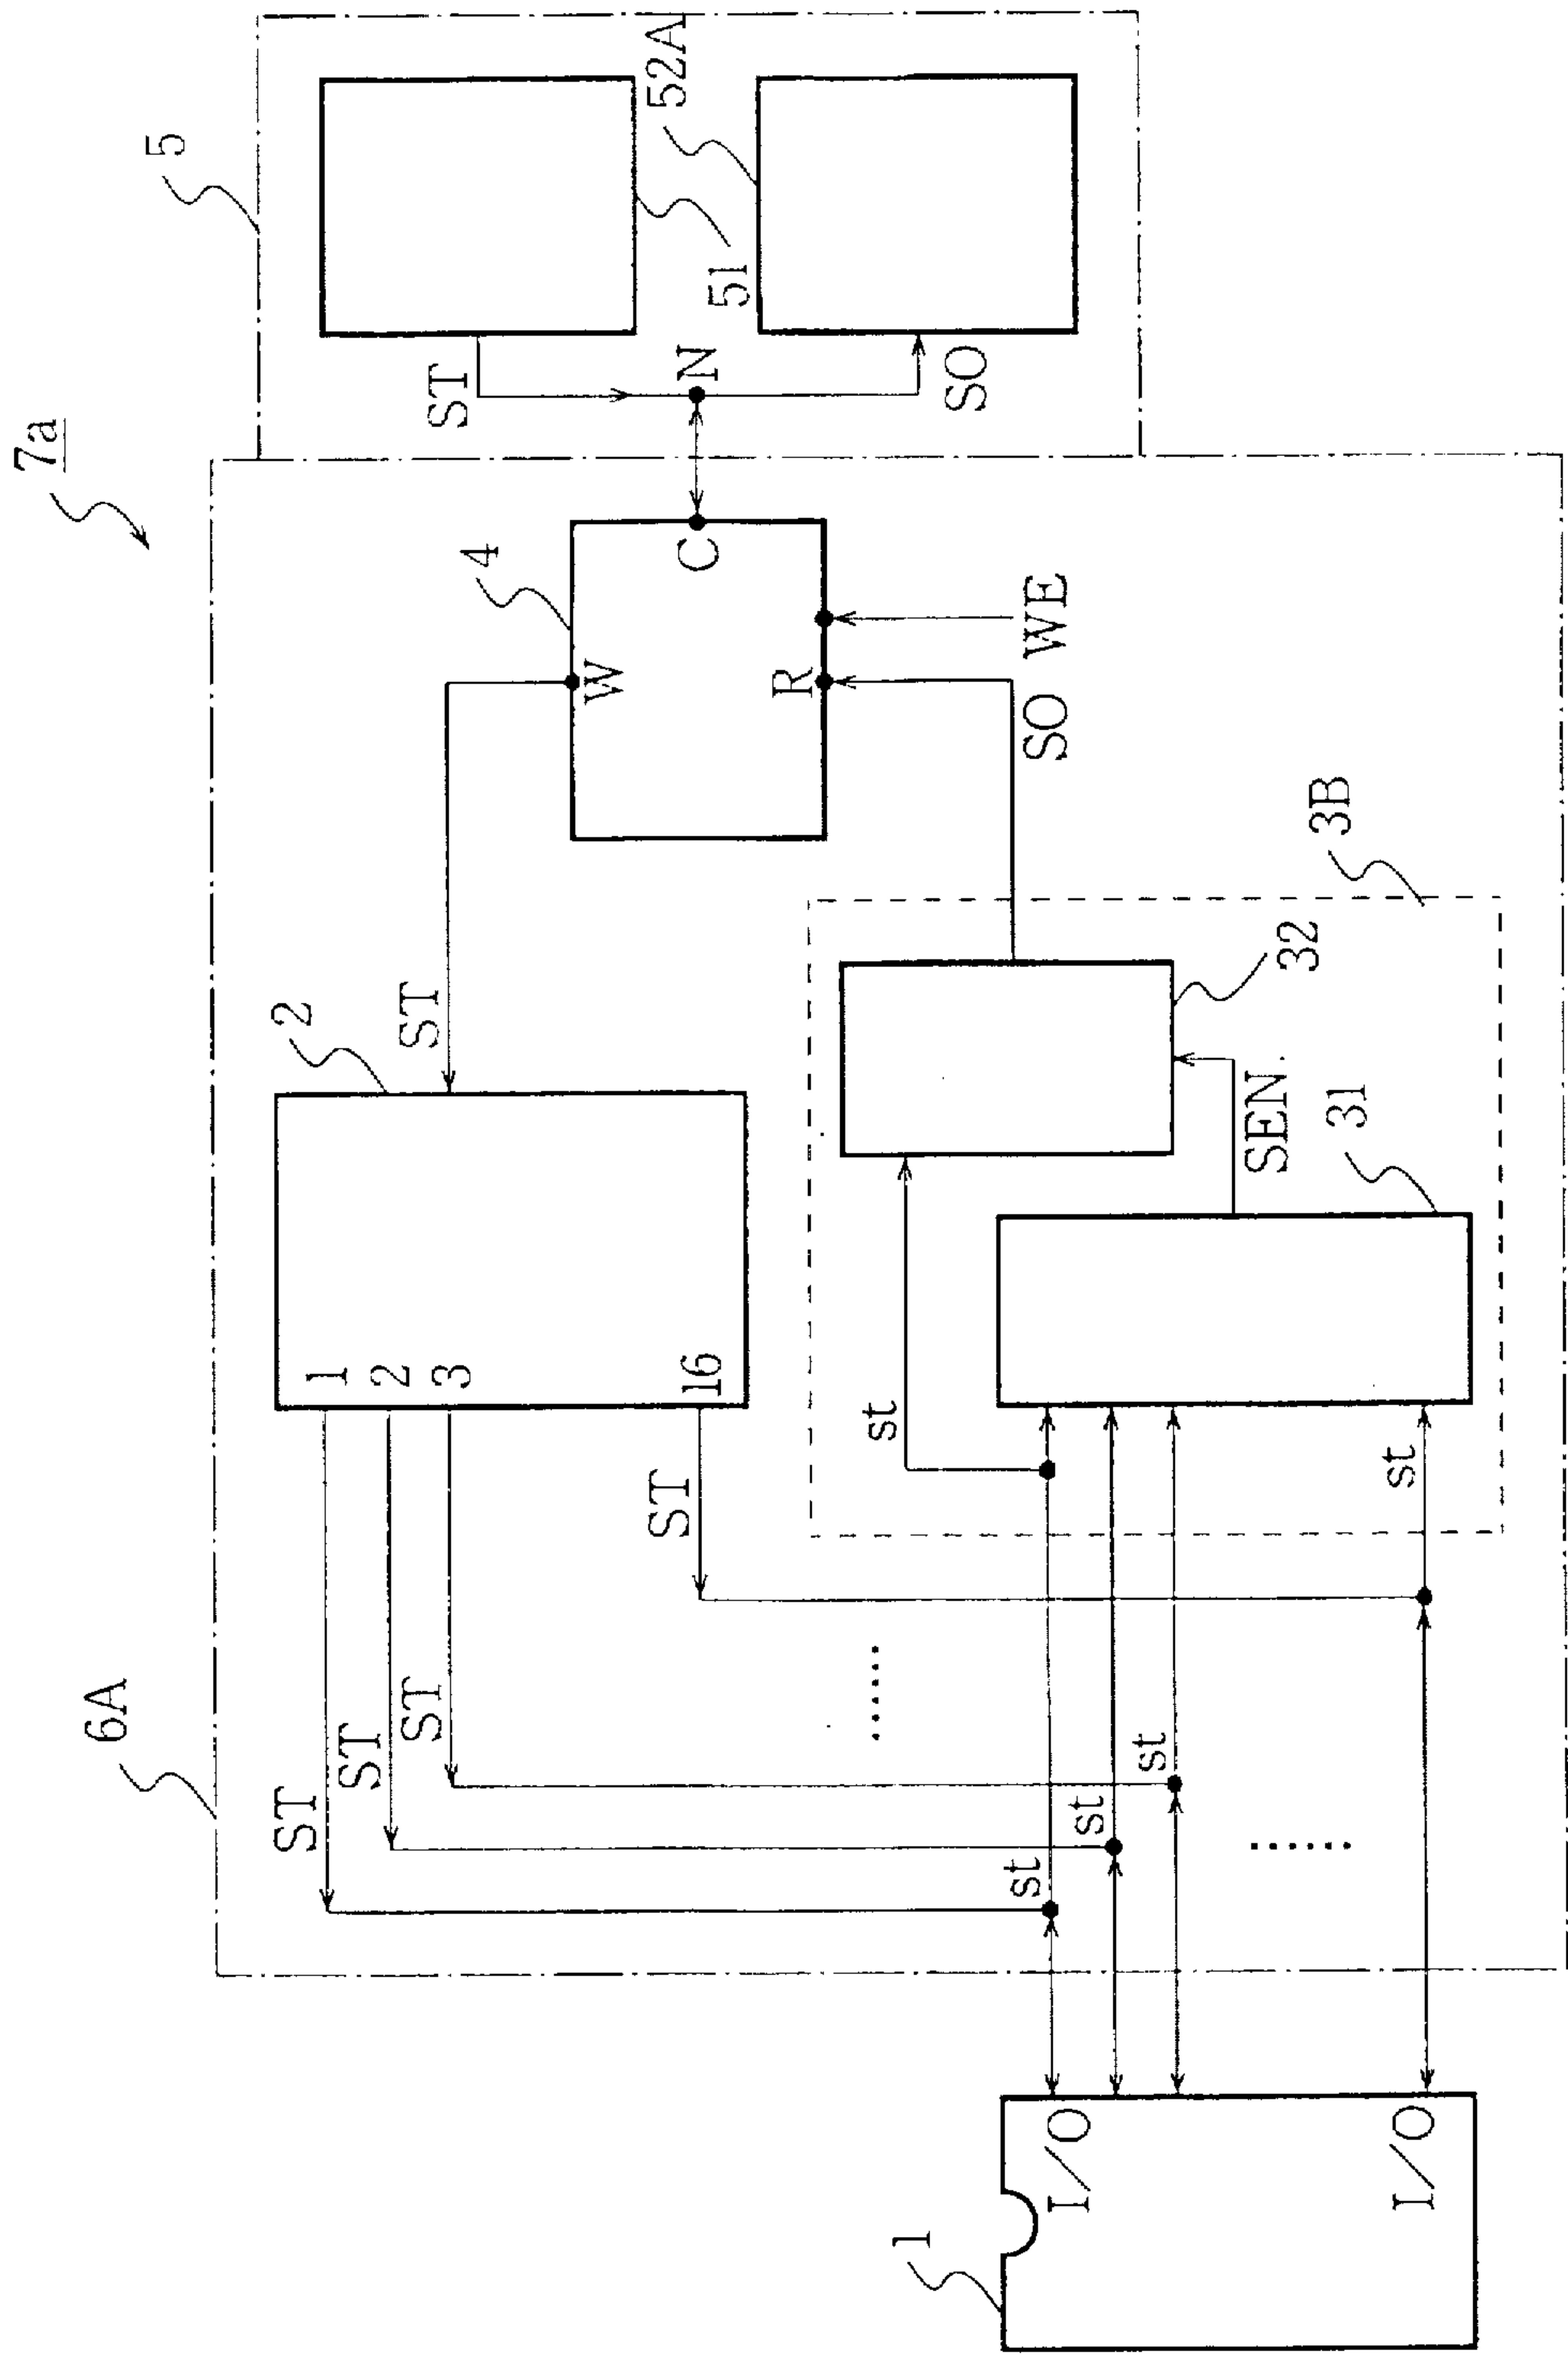 7a
6A
5
ST
ST
ST
ST
1
2
3
16
2
ST
4
W
C
R
ST
N
SO
51
52A
SO
WE
3B
32
SEN
31
st
st
st
st
st
......
......
1
I/O
I/O